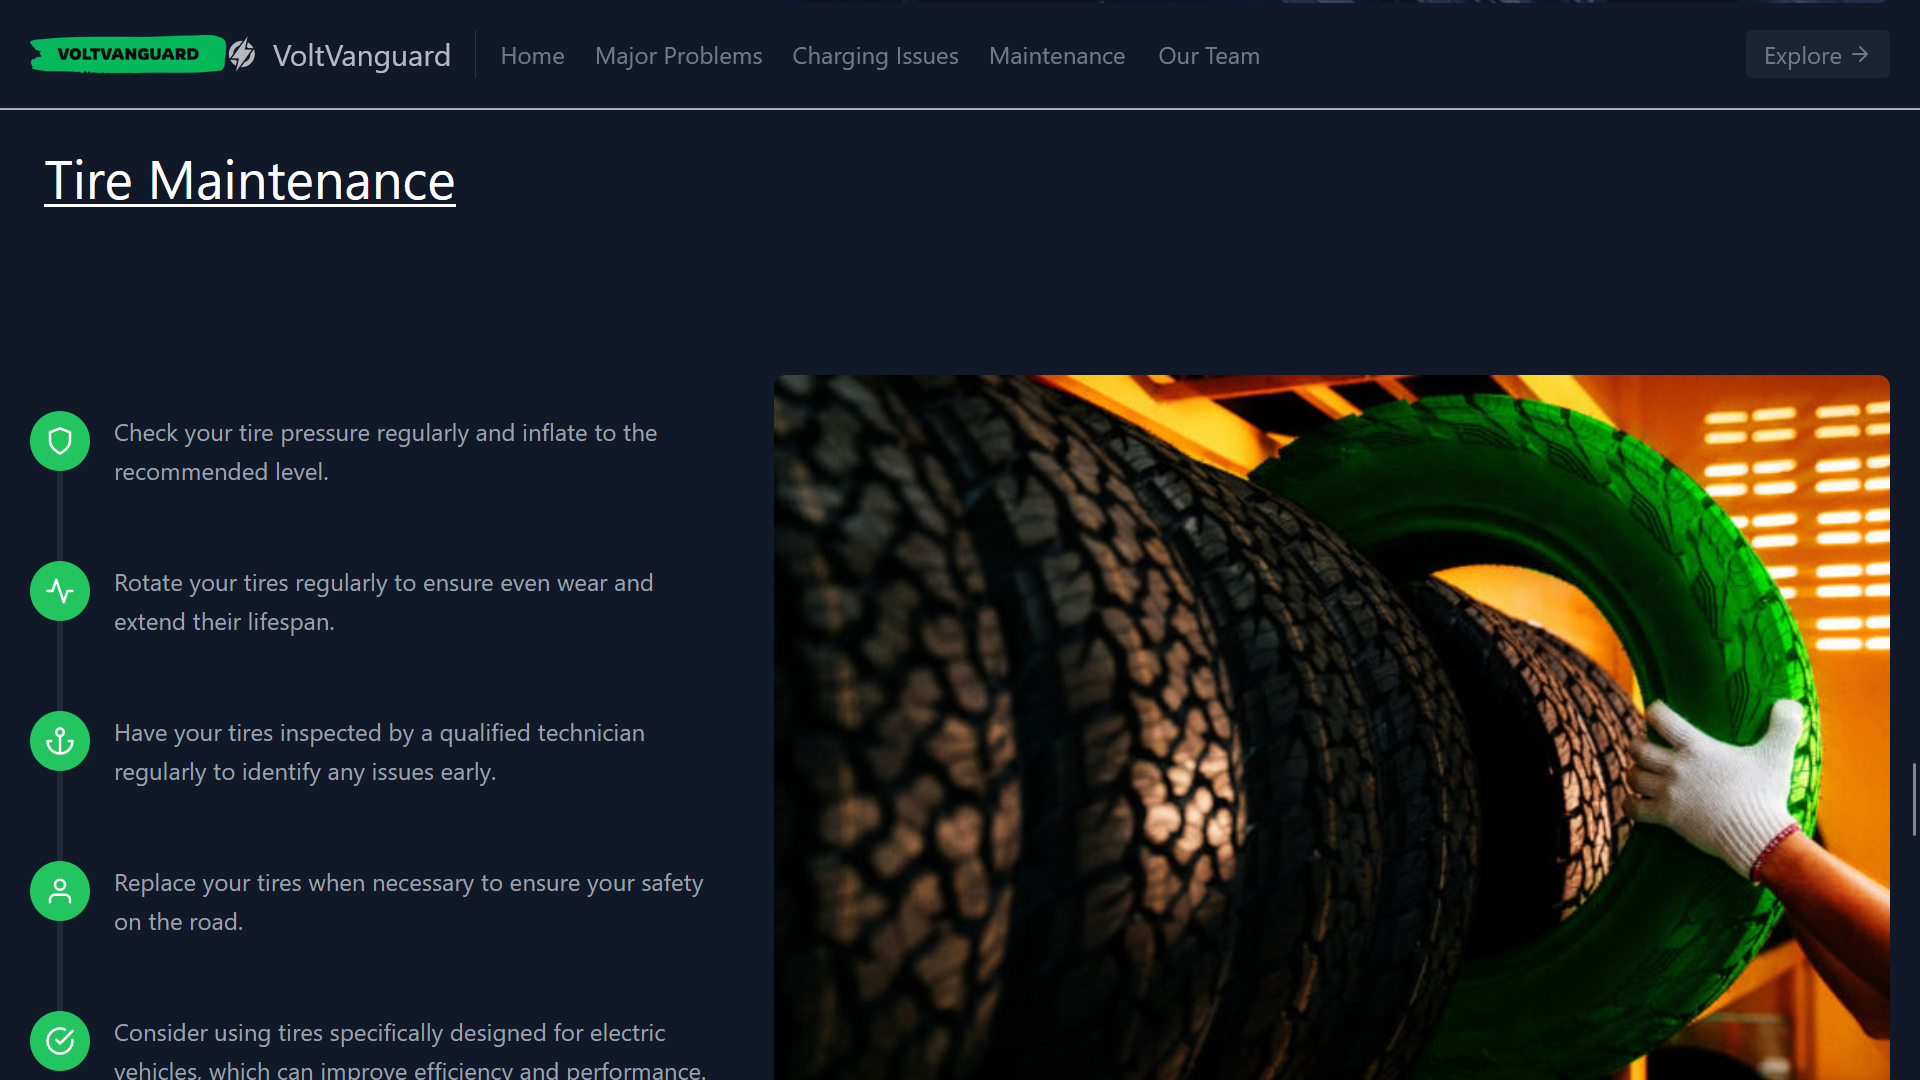 VOLTVANGUARD
VoltVanguard
Home
Major Problems
Charging Issues
Maintenance
Our Team
Explore
Tire Maintenance
Check your tire pressure regularly and inflate to the
recommended level.
Rotate your tires regularly to ensure even wear and
extend their lifespan.
Have your tires inspected by a qualified technician
regularly to identify any issues early.
Replace your tires when necessary to ensure your safety
on the road.
Consider using tires specifically designed for electric
vehicles, which can improve efficiency and performance.